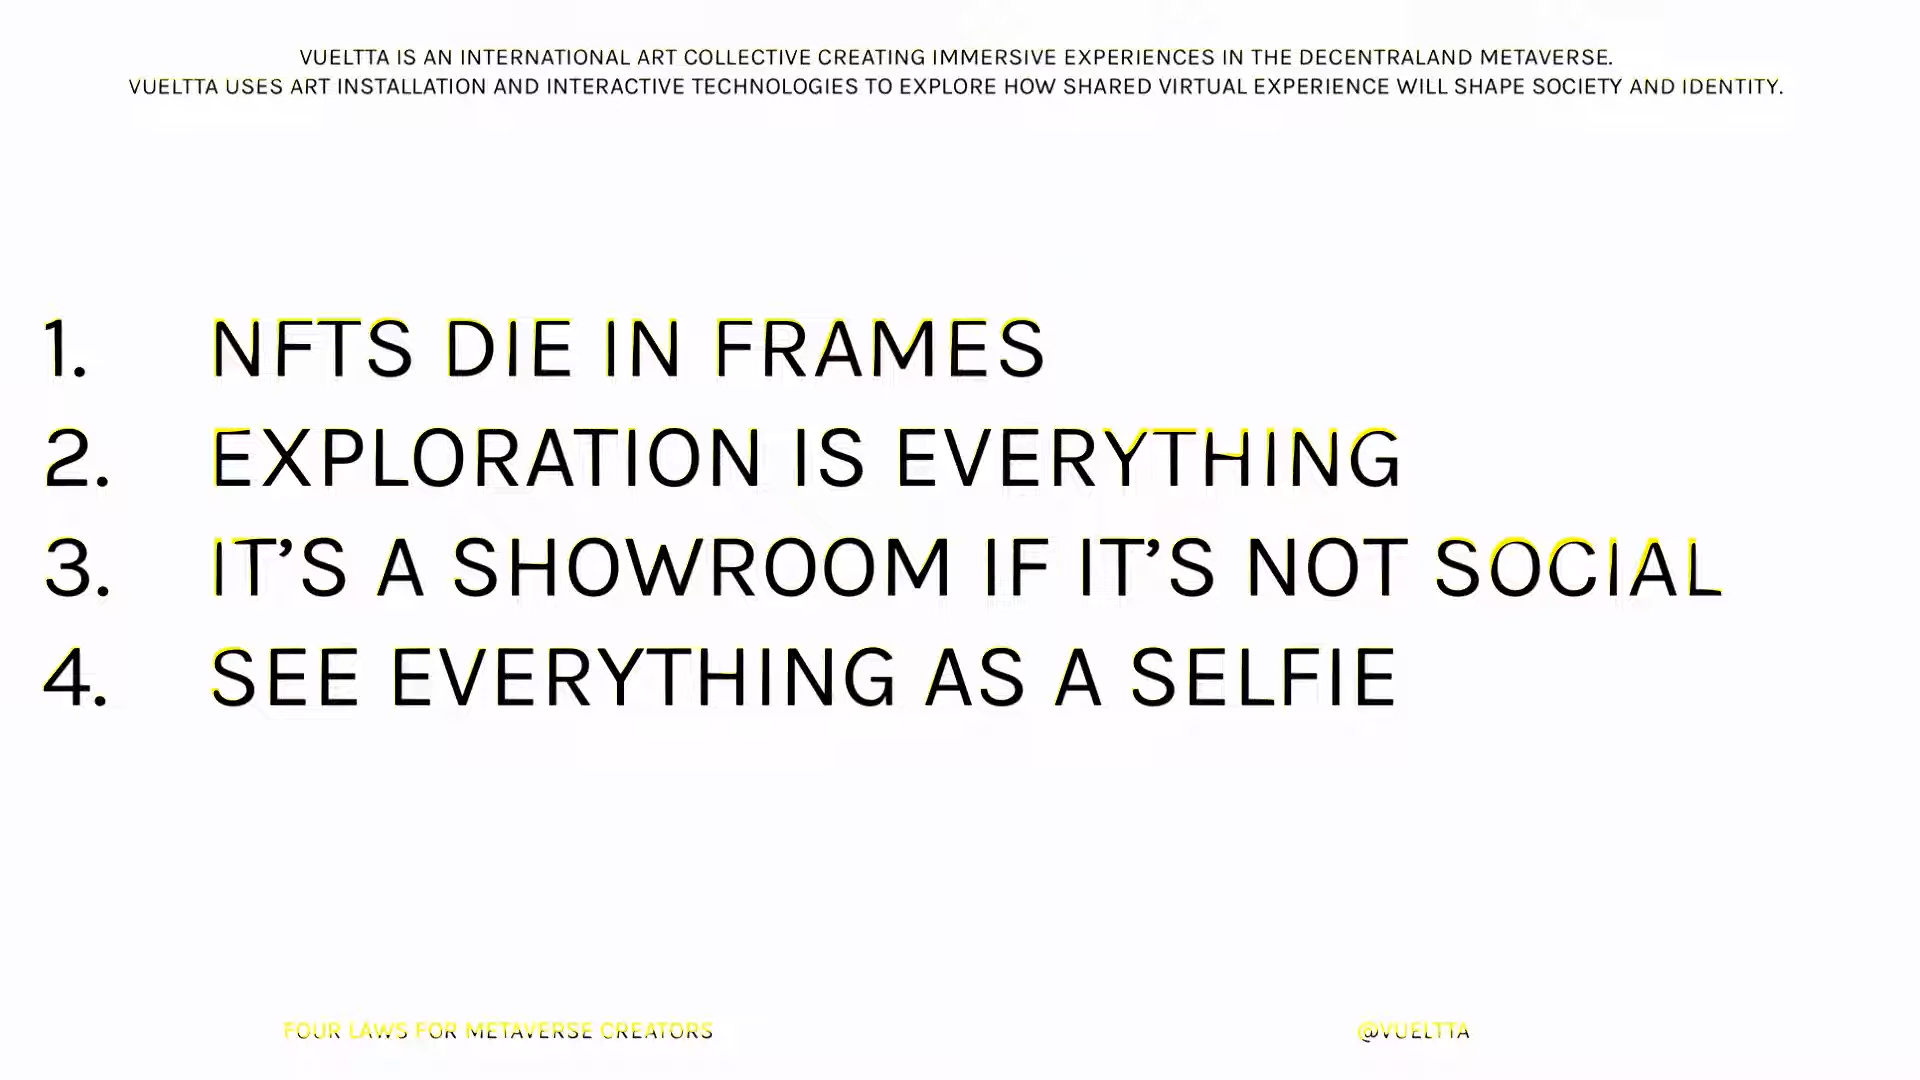 VUELTTA IS AN INTERNATIONAL ART COLLECTIVE CREATING IMMERSIVE EXPERIENCES IN THE DECENTRALAND METAVERSE.
VUELTTA USES ART INSTALLATION AND INTERACTIVE TECHNOLOGIES TO EXPLORE HOW SHARED VIRTUAL EXPERIENCE WILL SHAPE SOCIETY AND IDENTITY.
1. NFTS DIE IN FRAMES
2. EXPLORATION IS EVERYTHING
3. IT’S A SHOWROOM IF IT’S NOT SOCIAL
4. SEE EVERYTHING AS A SELFIE
FOUR LAWS FOR METAVERSE CREATORS @VUELTTA